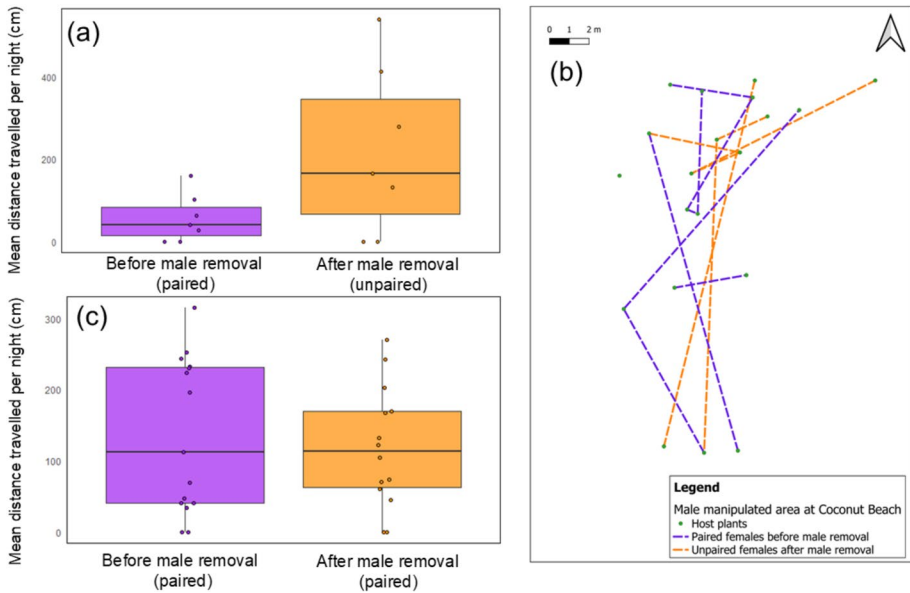 (a)
Mean distance travelled per night (cm)
400
200
0
Before male removal
(paired)
After male removal
(unpaired)
(c)
Mean distance travelled per night (cm)
300
200
100
0
Before male removal
(paired)
After male removal
(paired)
0 1 2 m
(b)
Legend
Male manipulated area at Coconut Beach
Host plants
Paired females before male removal
Unpaired females after male removal